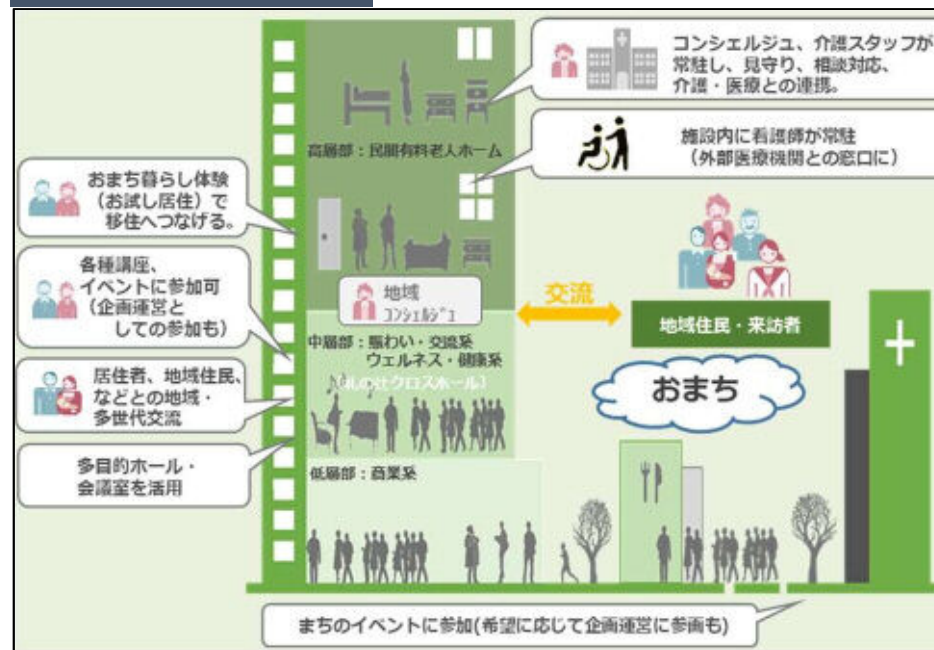 コンシェルジュ、介護スタッフが
常駐し、見守り、相談対応、
介護・医療との連携。
高層部：民間有料老人ホーム
施設内に看護師が常駐
（外部医療機関との窓口に）
おまち暮らし体験
（お試し居住）で
移住へつなげる。
各種講座、
イベントに参加可
（企画運営と
しての参加も）
地域
ｺﾝｼｪﾙｼﾞｭ
交流
地域住民・来訪者
中層部：賑わい・交流系
ウェルネス・健康系
クロスホール）
居住者、地域住民、
などとの地域・
多世代交流
おまち
多目的ホール・
会議室を活用
低層部：商業系
まちのイベントに参加(希望に応じて企画運営に参画も)